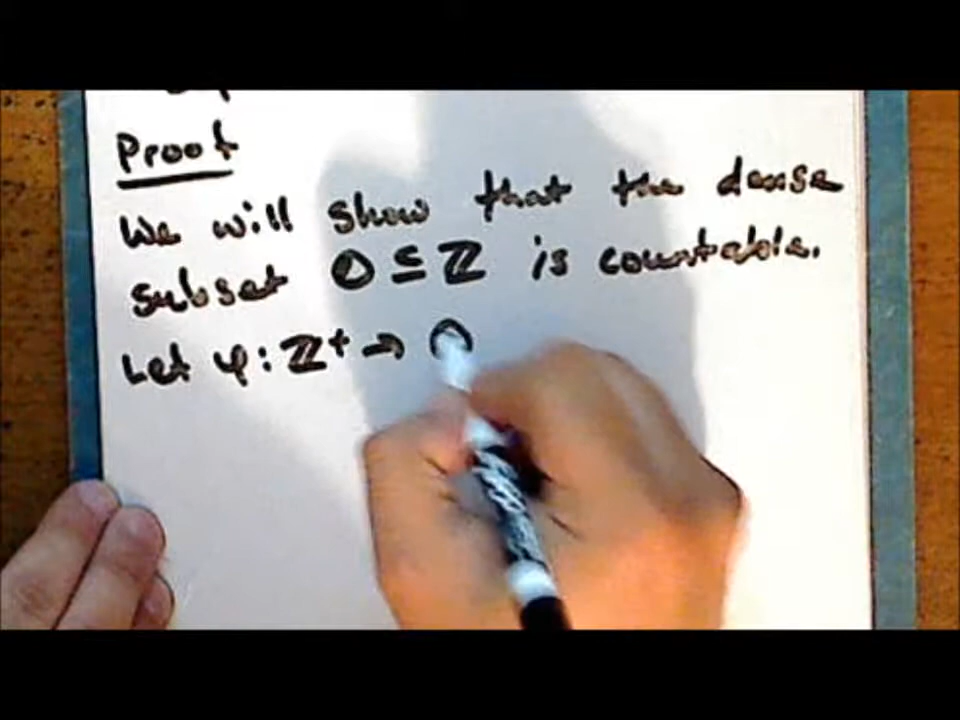 Proof
We will show that the dense
subset 𝕆 ⊆ ℤ is countable.
Let φ: ℤ⁺ →